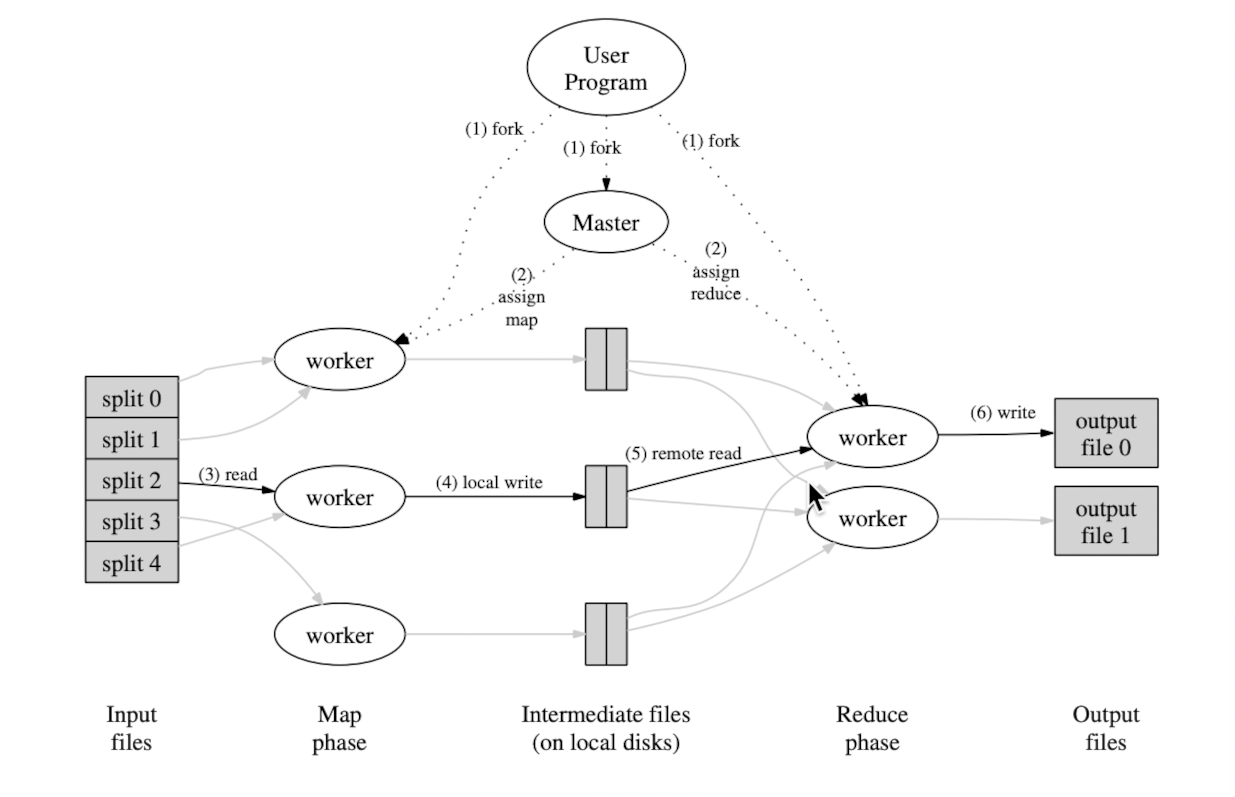 User
Program
(1) fork
(1) fork
(1) fork
Master
(2)
assign
map
(2)
assign
reduce
worker
split 0
split 1
split 2
split 3
split 4
(3) read
worker
(4) local write
worker
(5) remote read
worker
worker
(6) write
output
file 0
output
file 1
Input
files
Map
phase
Intermediate files
(on local disks)
Reduce
phase
Output
files